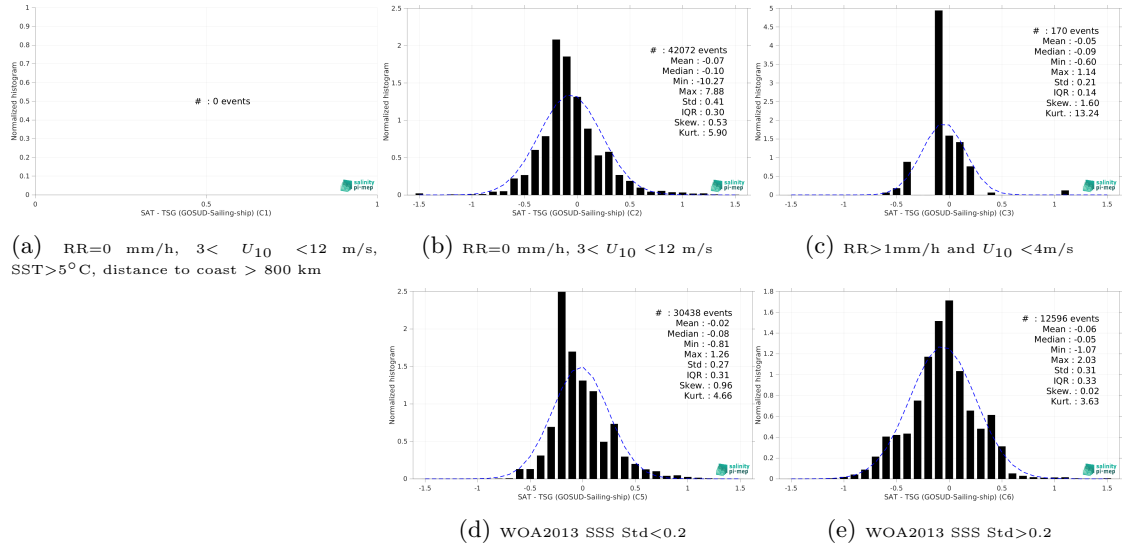 1
0.9
0.8
0.7
0.6
0.5
0.4
0.3
0.2
0.1
0
Normalized histogram
# : 0 events
salinity
pi-mep
0 0.5 1
SAT - TSG (GOSUD-Sailing-ship) (C1)
(a) RR=0 mm/h, 3< U10 <12 m/s,
SST>5°C, distance to coast > 800 km
2.5
2
1.5
1
0.5
0
Normalized histogram
# : 42072 events
Mean : -0.07
Median : -0.10
Min : -10.27
Max : 7.88
Std : 0.41
IQR : 0.30
Skew. : 0.53
Kurt. : 5.90
salinity
pi-mep
-1.5 -1 -0.5 0 0.5 1 1.5
SAT - TSG (GOSUD-Sailing-ship) (C2)
(b) RR=0 mm/h, 3< U10 <12 m/s
5
4.5
4
3.5
3
2.5
2
1.5
1
0.5
0
Normalized histogram
# : 170 events
Mean : -0.05
Median : -0.09
Min : -0.60
Max : 1.14
Std : 0.21
IQR : 0.14
Skew. : 1.60
Kurt. : 13.24
salinity
pi-mep
-1.5 -1 -0.5 0 0.5 1 1.5
SAT - TSG (GOSUD-Sailing-ship) (C3)
(c) RR>1mm/h and U10 <4m/s
2.5
2
1.5
1
0.5
0
Normalized histogram
# : 30438 events
Mean : -0.02
Median : -0.08
Min : -0.81
Max : 1.26
Std : 0.27
IQR : 0.31
Skew. : 0.96
Kurt. : 4.66
salinity
pi-mep
-1.5 -1 -0.5 0 0.5 1 1.5
SAT - TSG (GOSUD-Sailing-ship) (C5)
(d) WOA2013 SSS Std<0.2
1.8
1.6
1.4
1.2
1
0.8
0.6
0.4
0.2
0
Normalized histogram
# : 12596 events
Mean : -0.06
Median : -0.05
Min : -1.07
Max : 2.03
Std : 0.31
IQR : 0.33
Skew. : 0.02
Kurt. : 3.63
salinity
pi-mep
-1.5 -1 -0.5 0 0.5 1 1.5
SAT - TSG (GOSUD-Sailing-ship) (C6)
(e) WOA2013 SSS Std>0.2